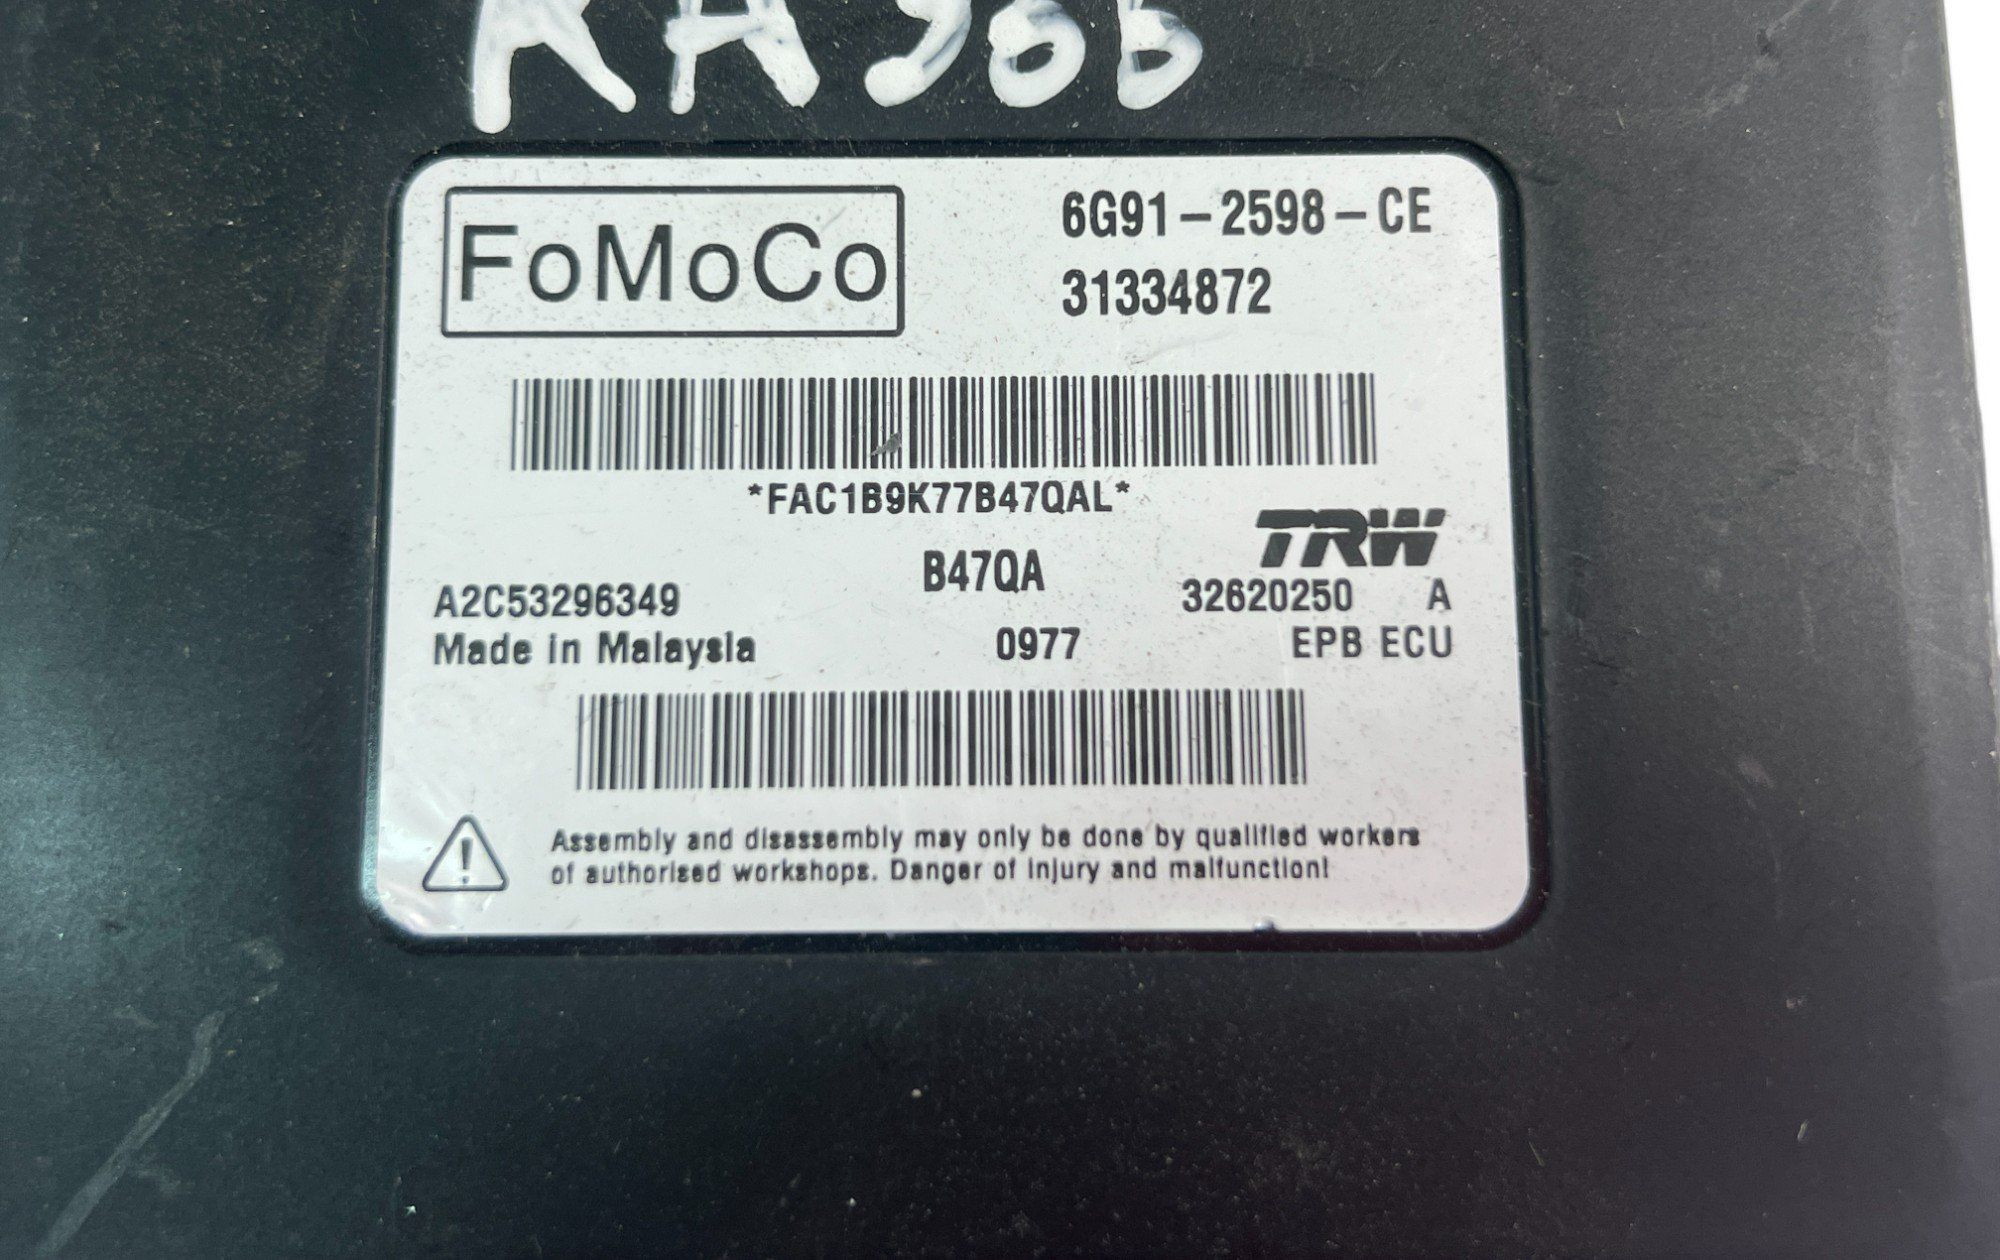 FoMoCo
6G91-2598-CE
31334872
*FAC1B9K77B47QAL*
TRW
B47QA
A2C53296349
32620250 A
Made in Malaysia
0977
EPB ECU
Assembly and disassembly may only be done by qualified workers
of authorised workshops. Danger of injury and malfunction!